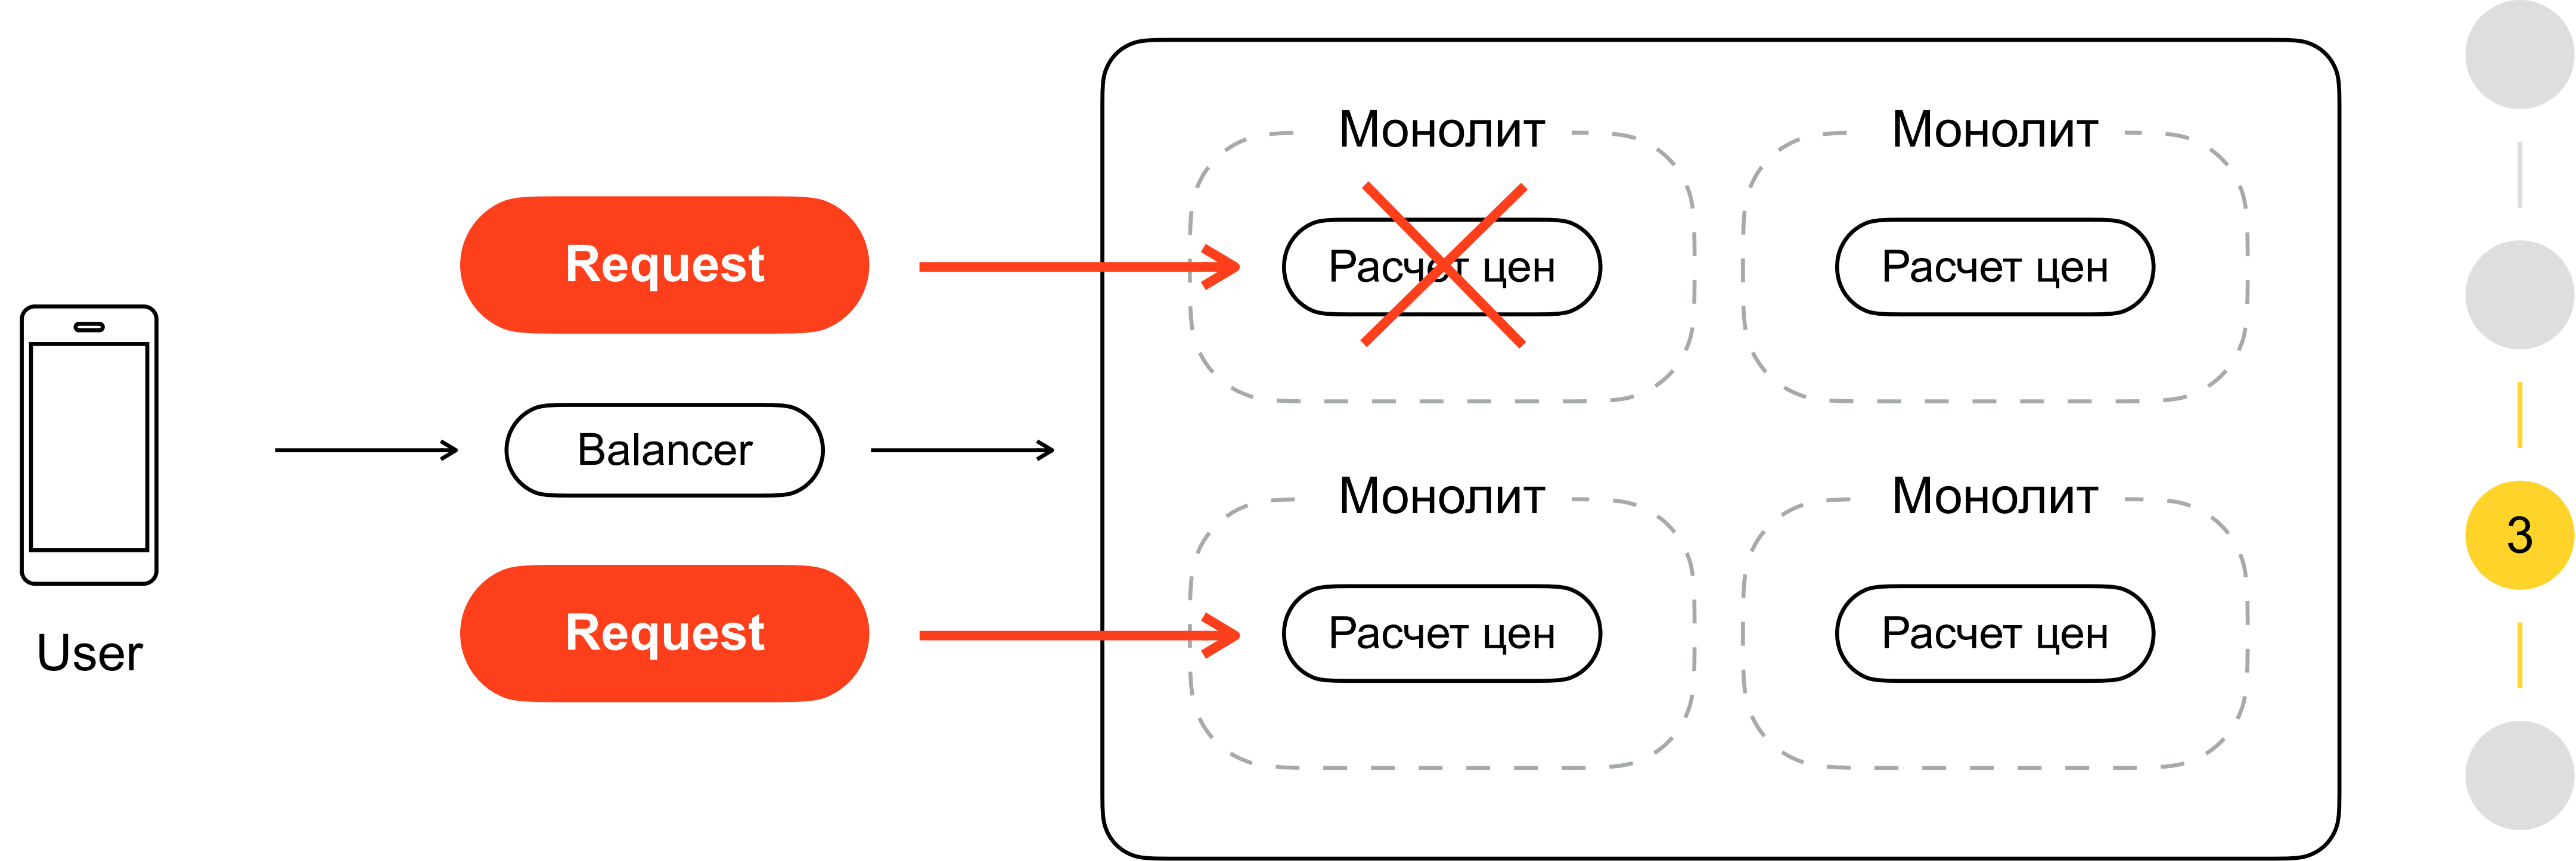 Монолит
Монолит
Request
Расчет цен
Расчет цен
Balancer
Монолит
Монолит
3
Request
Расчет цен
Расчет цен
User